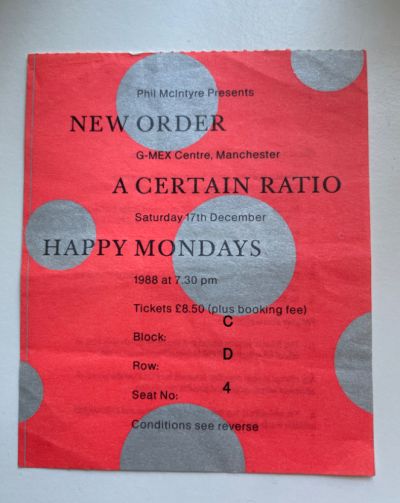 Phil McIntyre Presents
NEW ORDER
G-MEX Centre, Manchester
A CERTAIN RATIO
Saturday 17th December
HAPPY MONDAYS
1988 at 7.30 pm
Tickets £8.50 (plus booking fee)
Block: C
Row: D
Seat No: 4
Conditions see reverse